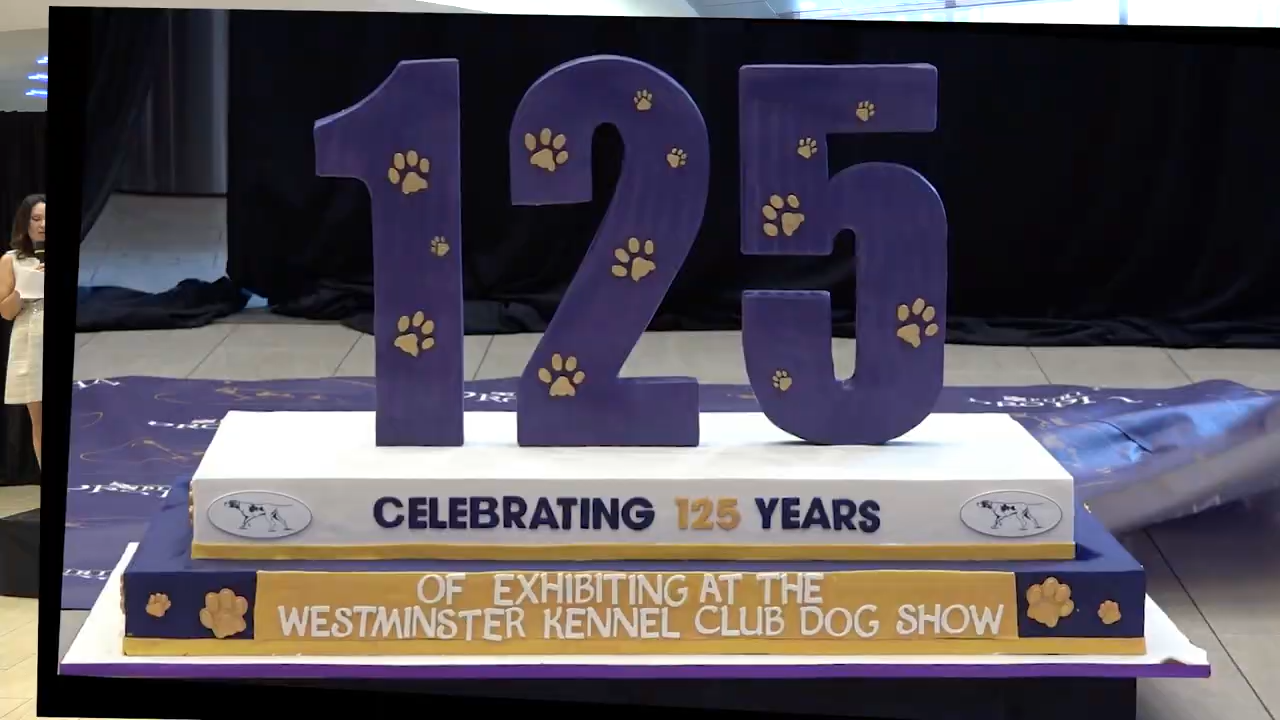 125
CELEBRATING 125 YEARS
OF EXHIBITING AT THE
WESTMINSTER KENNEL CLUB DOG SHOW